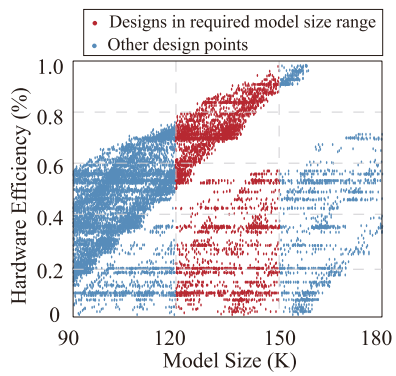 Designs in required model size range
Other design points
Hardware Efficiency (%)
1.0
0.8
0.6
0.4
0.2
0
90
120
150
180
Model Size (K)